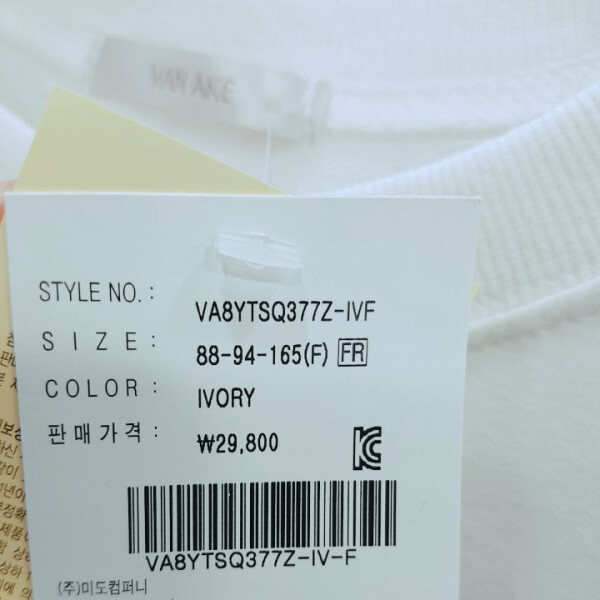 VAN AKE
STYLE NO. : VA8YTSQ377Z-IVF
SIZE : 88-94-165(F) FR
COLOR : IVORY
판매가격 : ₩29,800
KC
VA8YTSQ377Z-IV-F
(주)미도컴퍼니